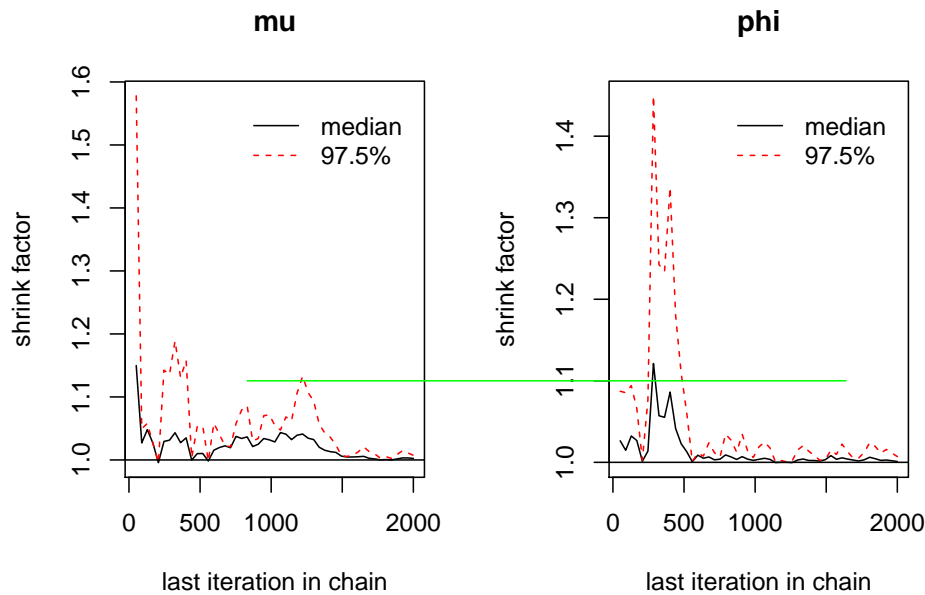 mu
shrink factor
1.0 1.1 1.2 1.3 1.4 1.5 1.6
median
97.5%
0 500 1000 2000
last iteration in chain
phi
shrink factor
1.0 1.1 1.2 1.3 1.4
median
97.5%
0 500 1000 2000
last iteration in chain